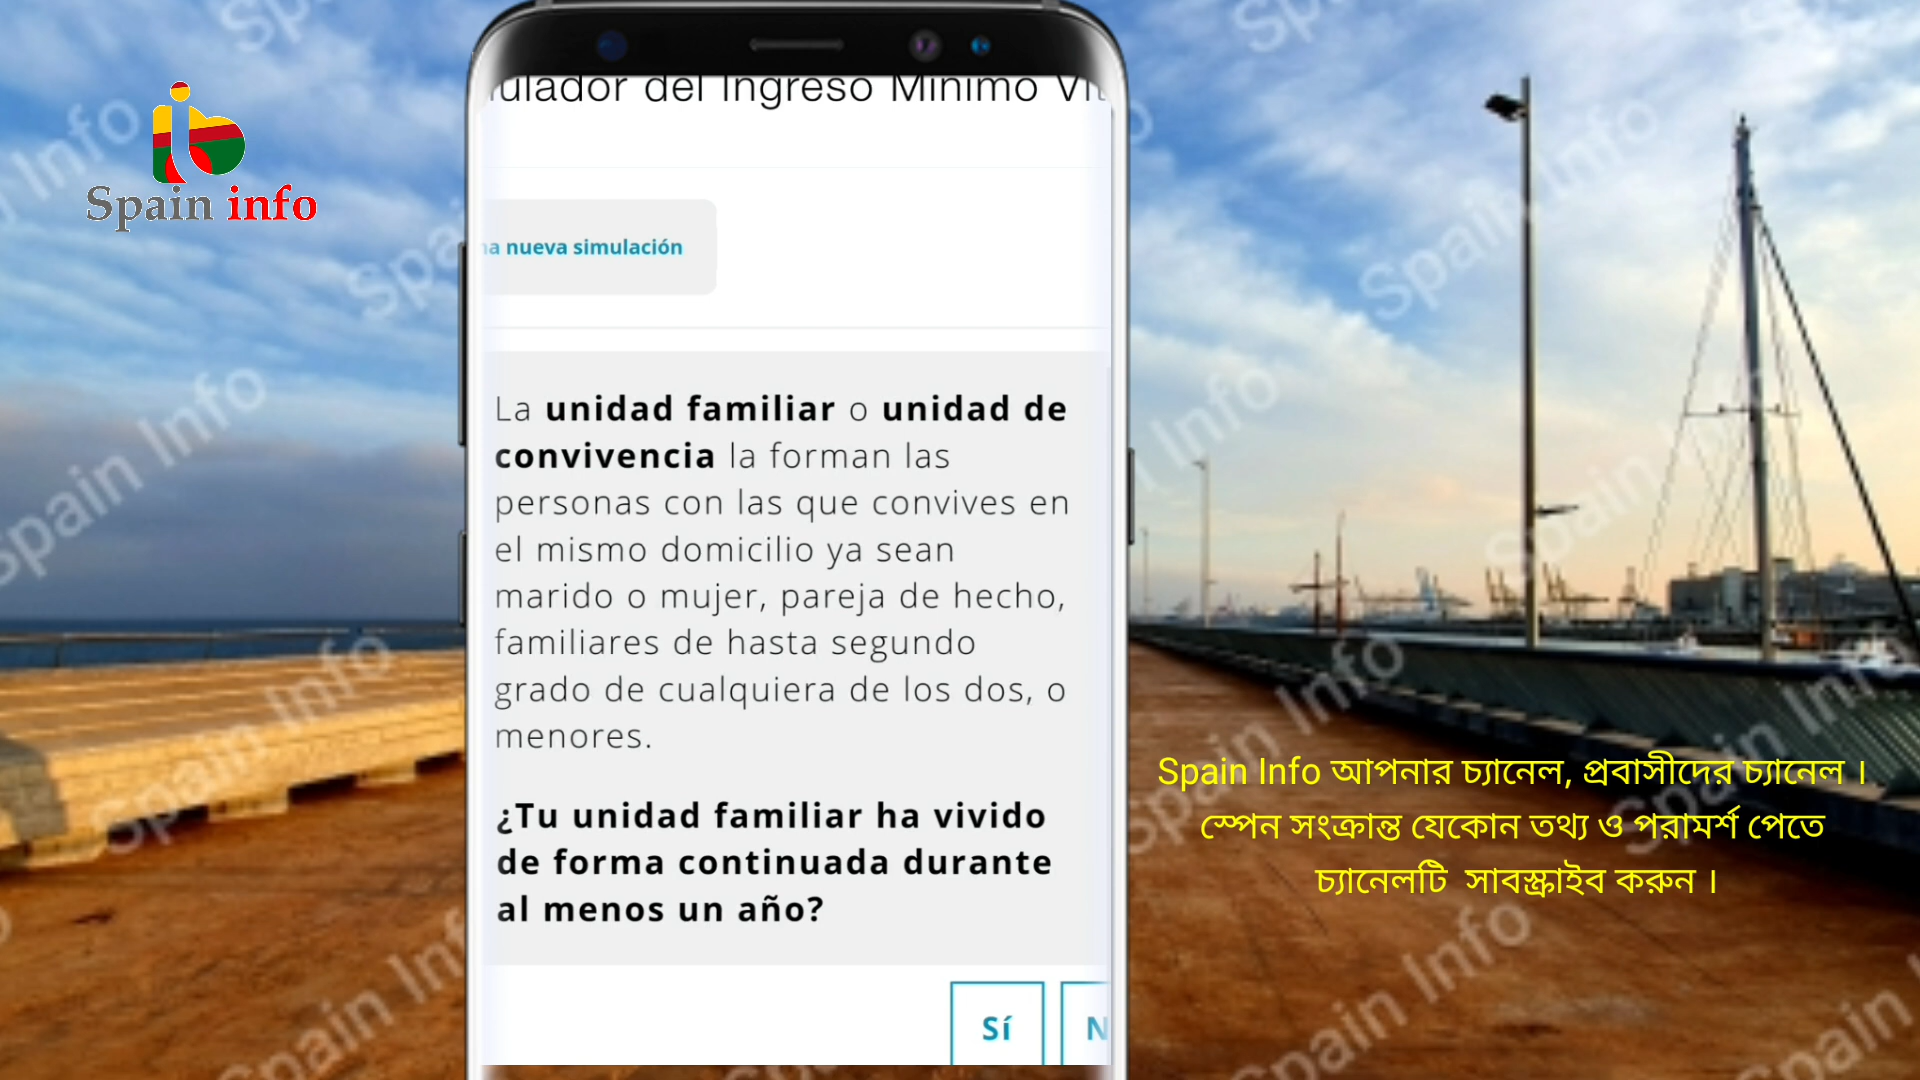 Spain info
ulador del Ingreso Mínimo Vit
na nueva simulación
La unidad familiar o unidad de
convivencia la forman las
personas con las que convives en
el mismo domicilio ya sean
marido o mujer, pareja de hecho,
familiares de hasta segundo
grado de cualquiera de los dos, o
menores.
¿Tu unidad familiar ha vivido
de forma continuada durante
al menos un año?
Sí
N
Spain Info আপনার চ্যানেল, প্রবাসীদের চ্যানেল।
স্পেন সংক্রান্ত যেকোন তথ্য ও পরামর্শ পেতে
চ্যানেলটি সাবস্ক্রাইব করুন।